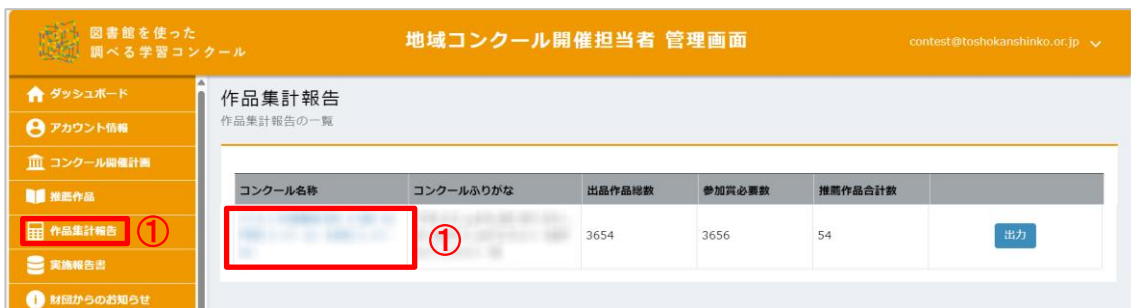 図書館を使った
調べる学習コンクール
地域コンクール開催担当者 管理画面
contest@toshokanshinko.or.jp
ダッシュボード
アカウント情報
コンクール開催計画
推薦作品
作品集計報告 ①
実施報告書
財団からのお知らせ
作品集計報告
作品集計報告の一覧
コンクール名称 コンクールふりがな 出品作品総数 参加賞必要数 推薦作品合計数
① 3654 3656 54 出力